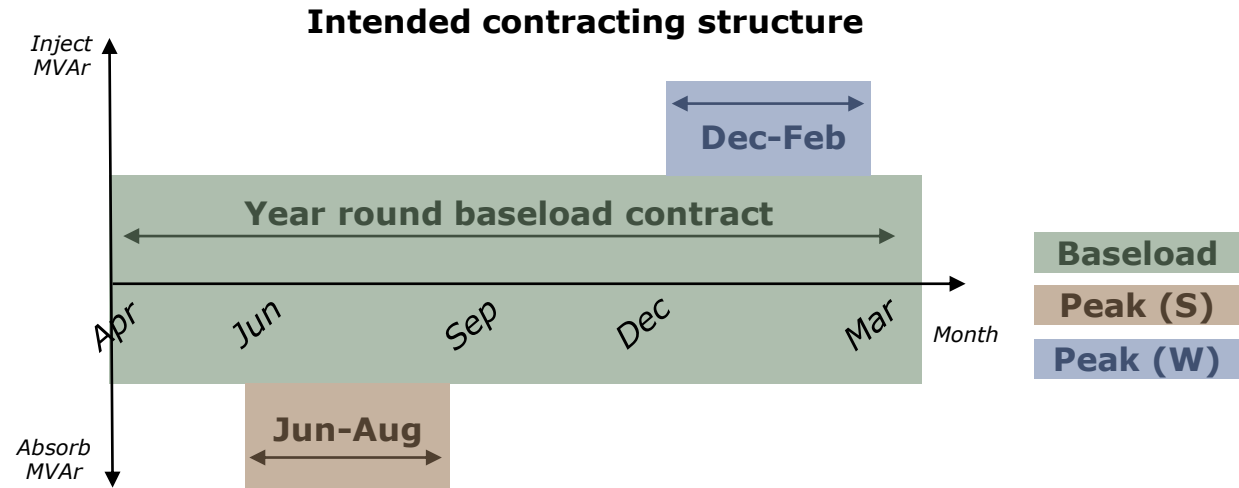 Intended contracting structure
Inject
MVAr
Dec-Feb
Year round baseload contract
Apr
Jun
Sep
Dec
Mar
Month
Jun-Aug
Absorb
MVAr
Baseload
Peak (S)
Peak (W)